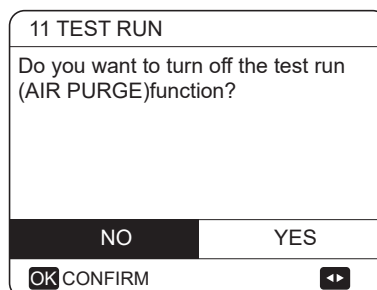 11 TEST RUN
Do you want to turn off the test run
(AIR PURGE)function?
NO YES
OK CONFIRM